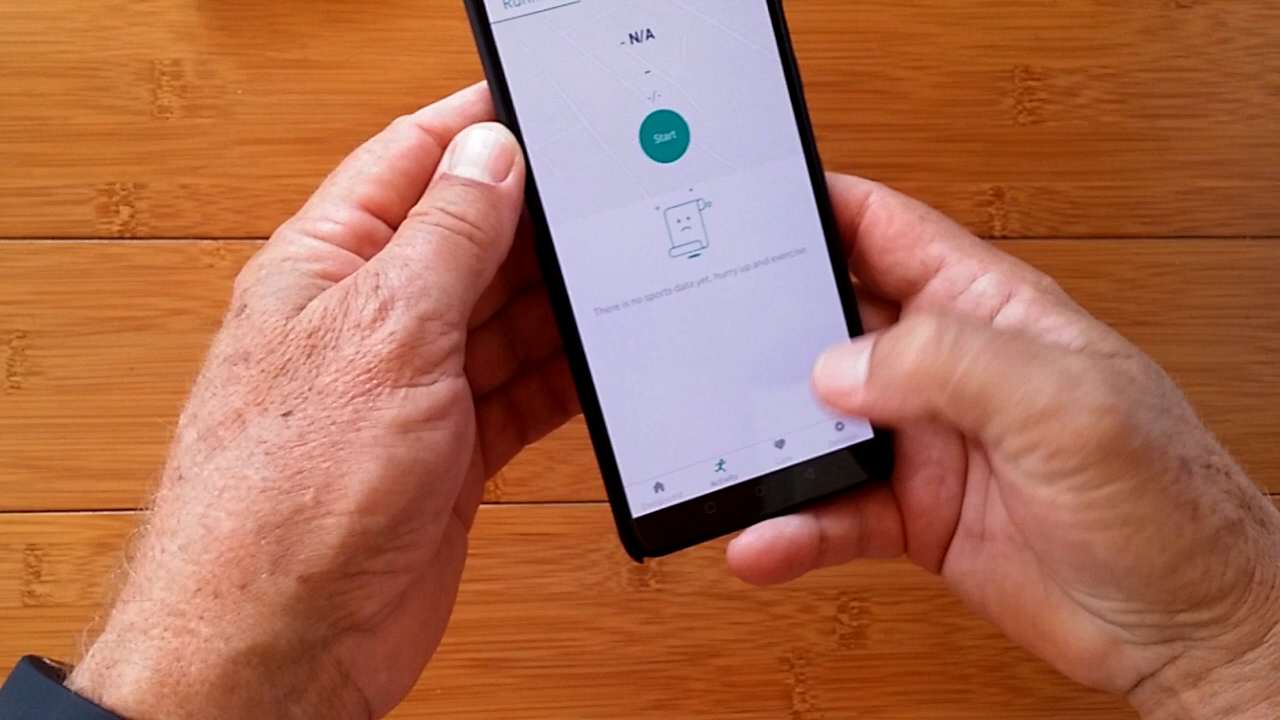 - N/A
-
-/-
Start
There is no sports data yet, hurry up and exercise
Activity